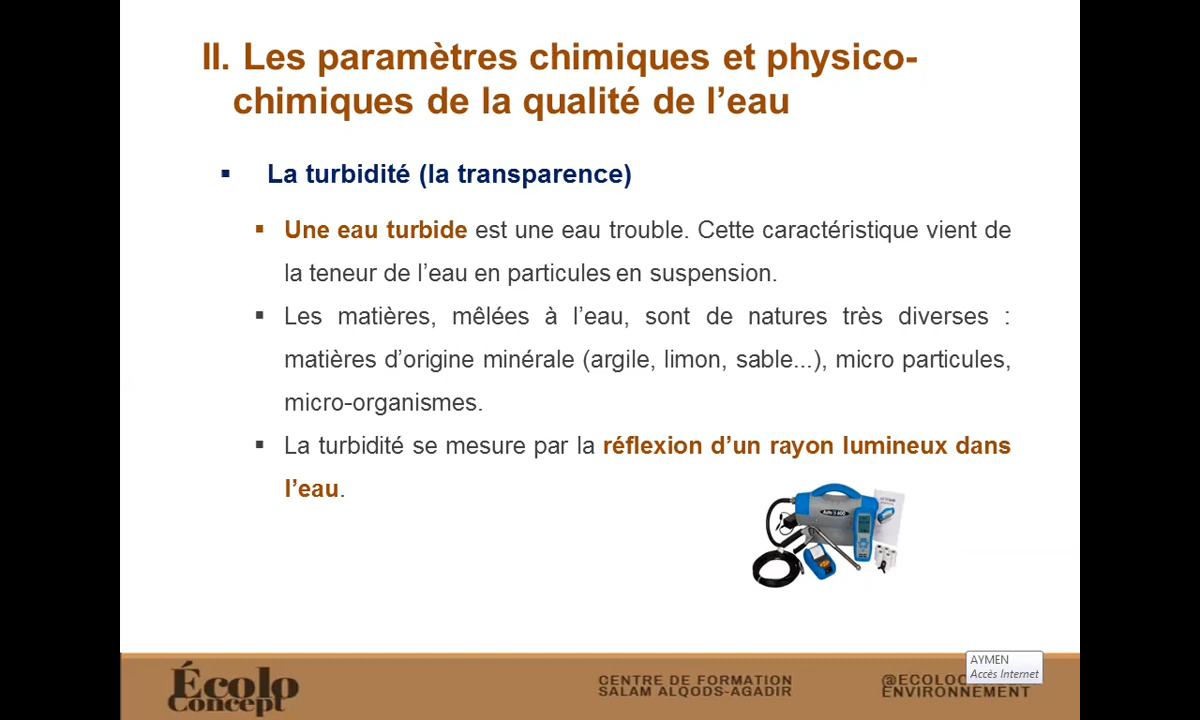 II. Les paramètres chimiques et physico-
chimiques de la qualité de l’eau
▪ La turbidité (la transparence)
▪ Une eau turbide est une eau trouble. Cette caractéristique vient de
la teneur de l’eau en particules en suspension.
▪ Les matières, mêlées à l’eau, sont de natures très diverses :
matières d’origine minérale (argile, limon, sable...), micro particules,
micro-organismes.
▪ La turbidité se mesure par la réflexion d’un rayon lumineux dans
l’eau.
Écolo
Concept
CENTRE DE FORMATION
SALAM ALQODS-AGADIR
ENVIRONNEMENT
AYMEN
Accès Internet